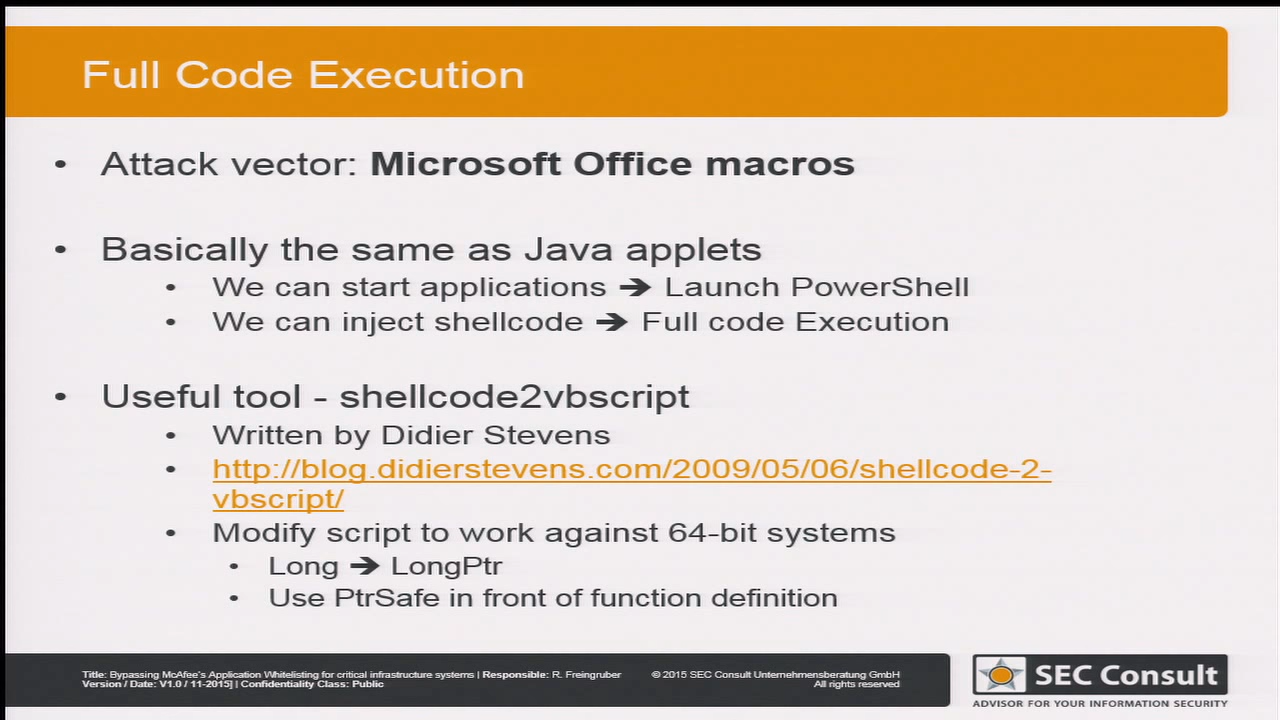 Full Code Execution
• Attack vector: Microsoft Office macros
• Basically the same as Java applets
• We can start applications ➔ Launch PowerShell
• We can inject shellcode ➔ Full code Execution
• Useful tool - shellcode2vbscript
• Written by Didier Stevens
• http://blog.didierstevens.com/2009/05/06/shellcode-2-
vbscript/
• Modify script to work against 64-bit systems
• Long ➔ LongPtr
• Use PtrSafe in front of function definition
Title: Bypassing McAfee's Application Whitelisting for critical infrastructure systems | Responsible: R. Freingruber
Version / Date: V1.0 / 11-2015] | Confidentiality Class: Public
© 2015 SEC Consult Unternehmensberatung GmbH
All rights reserved
SEC Consult
ADVISOR FOR YOUR INFORMATION SECURITY